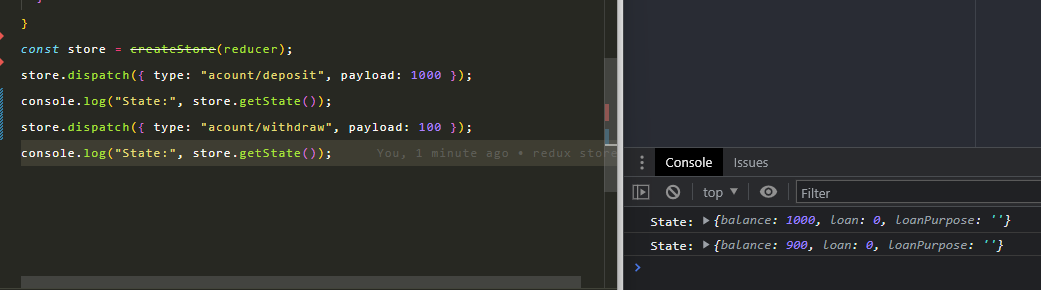 }
}
const store = createStore(reducer);
store.dispatch({ type: "acount/deposit", payload: 1000 });
console.log("State:", store.getState());
store.dispatch({ type: "acount/withdraw", payload: 100 });
console.log("State:", store.getState()); You, 1 minute ago • redux store
Console Issues
top ▼ Filter
State: ▶{balance: 1000, loan: 0, loanPurpose: ''}
State: ▶{balance: 900, loan: 0, loanPurpose: ''}
>